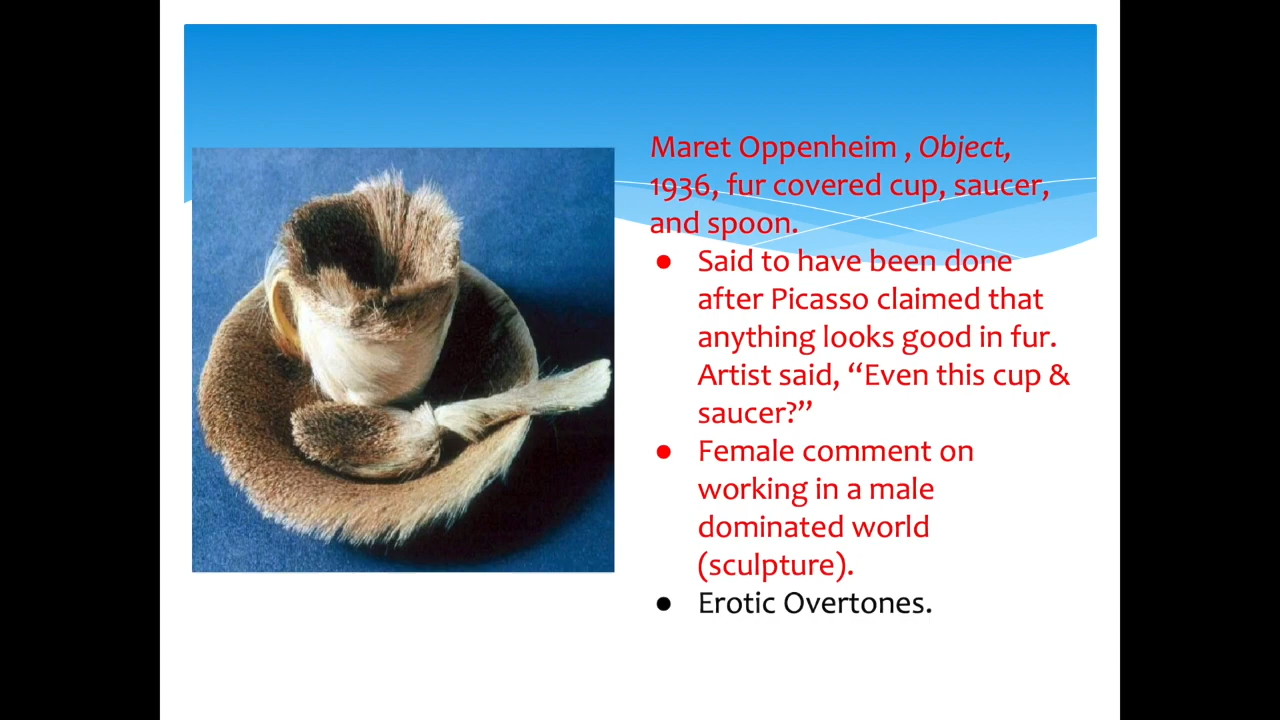 Maret Oppenheim , Object,
1936, fur covered cup, saucer,
and spoon.
● Said to have been done
after Picasso claimed that
anything looks good in fur.
Artist said, “Even this cup &
saucer?”
● Female comment on
working in a male
dominated world
(sculpture).
● Erotic Overtones.